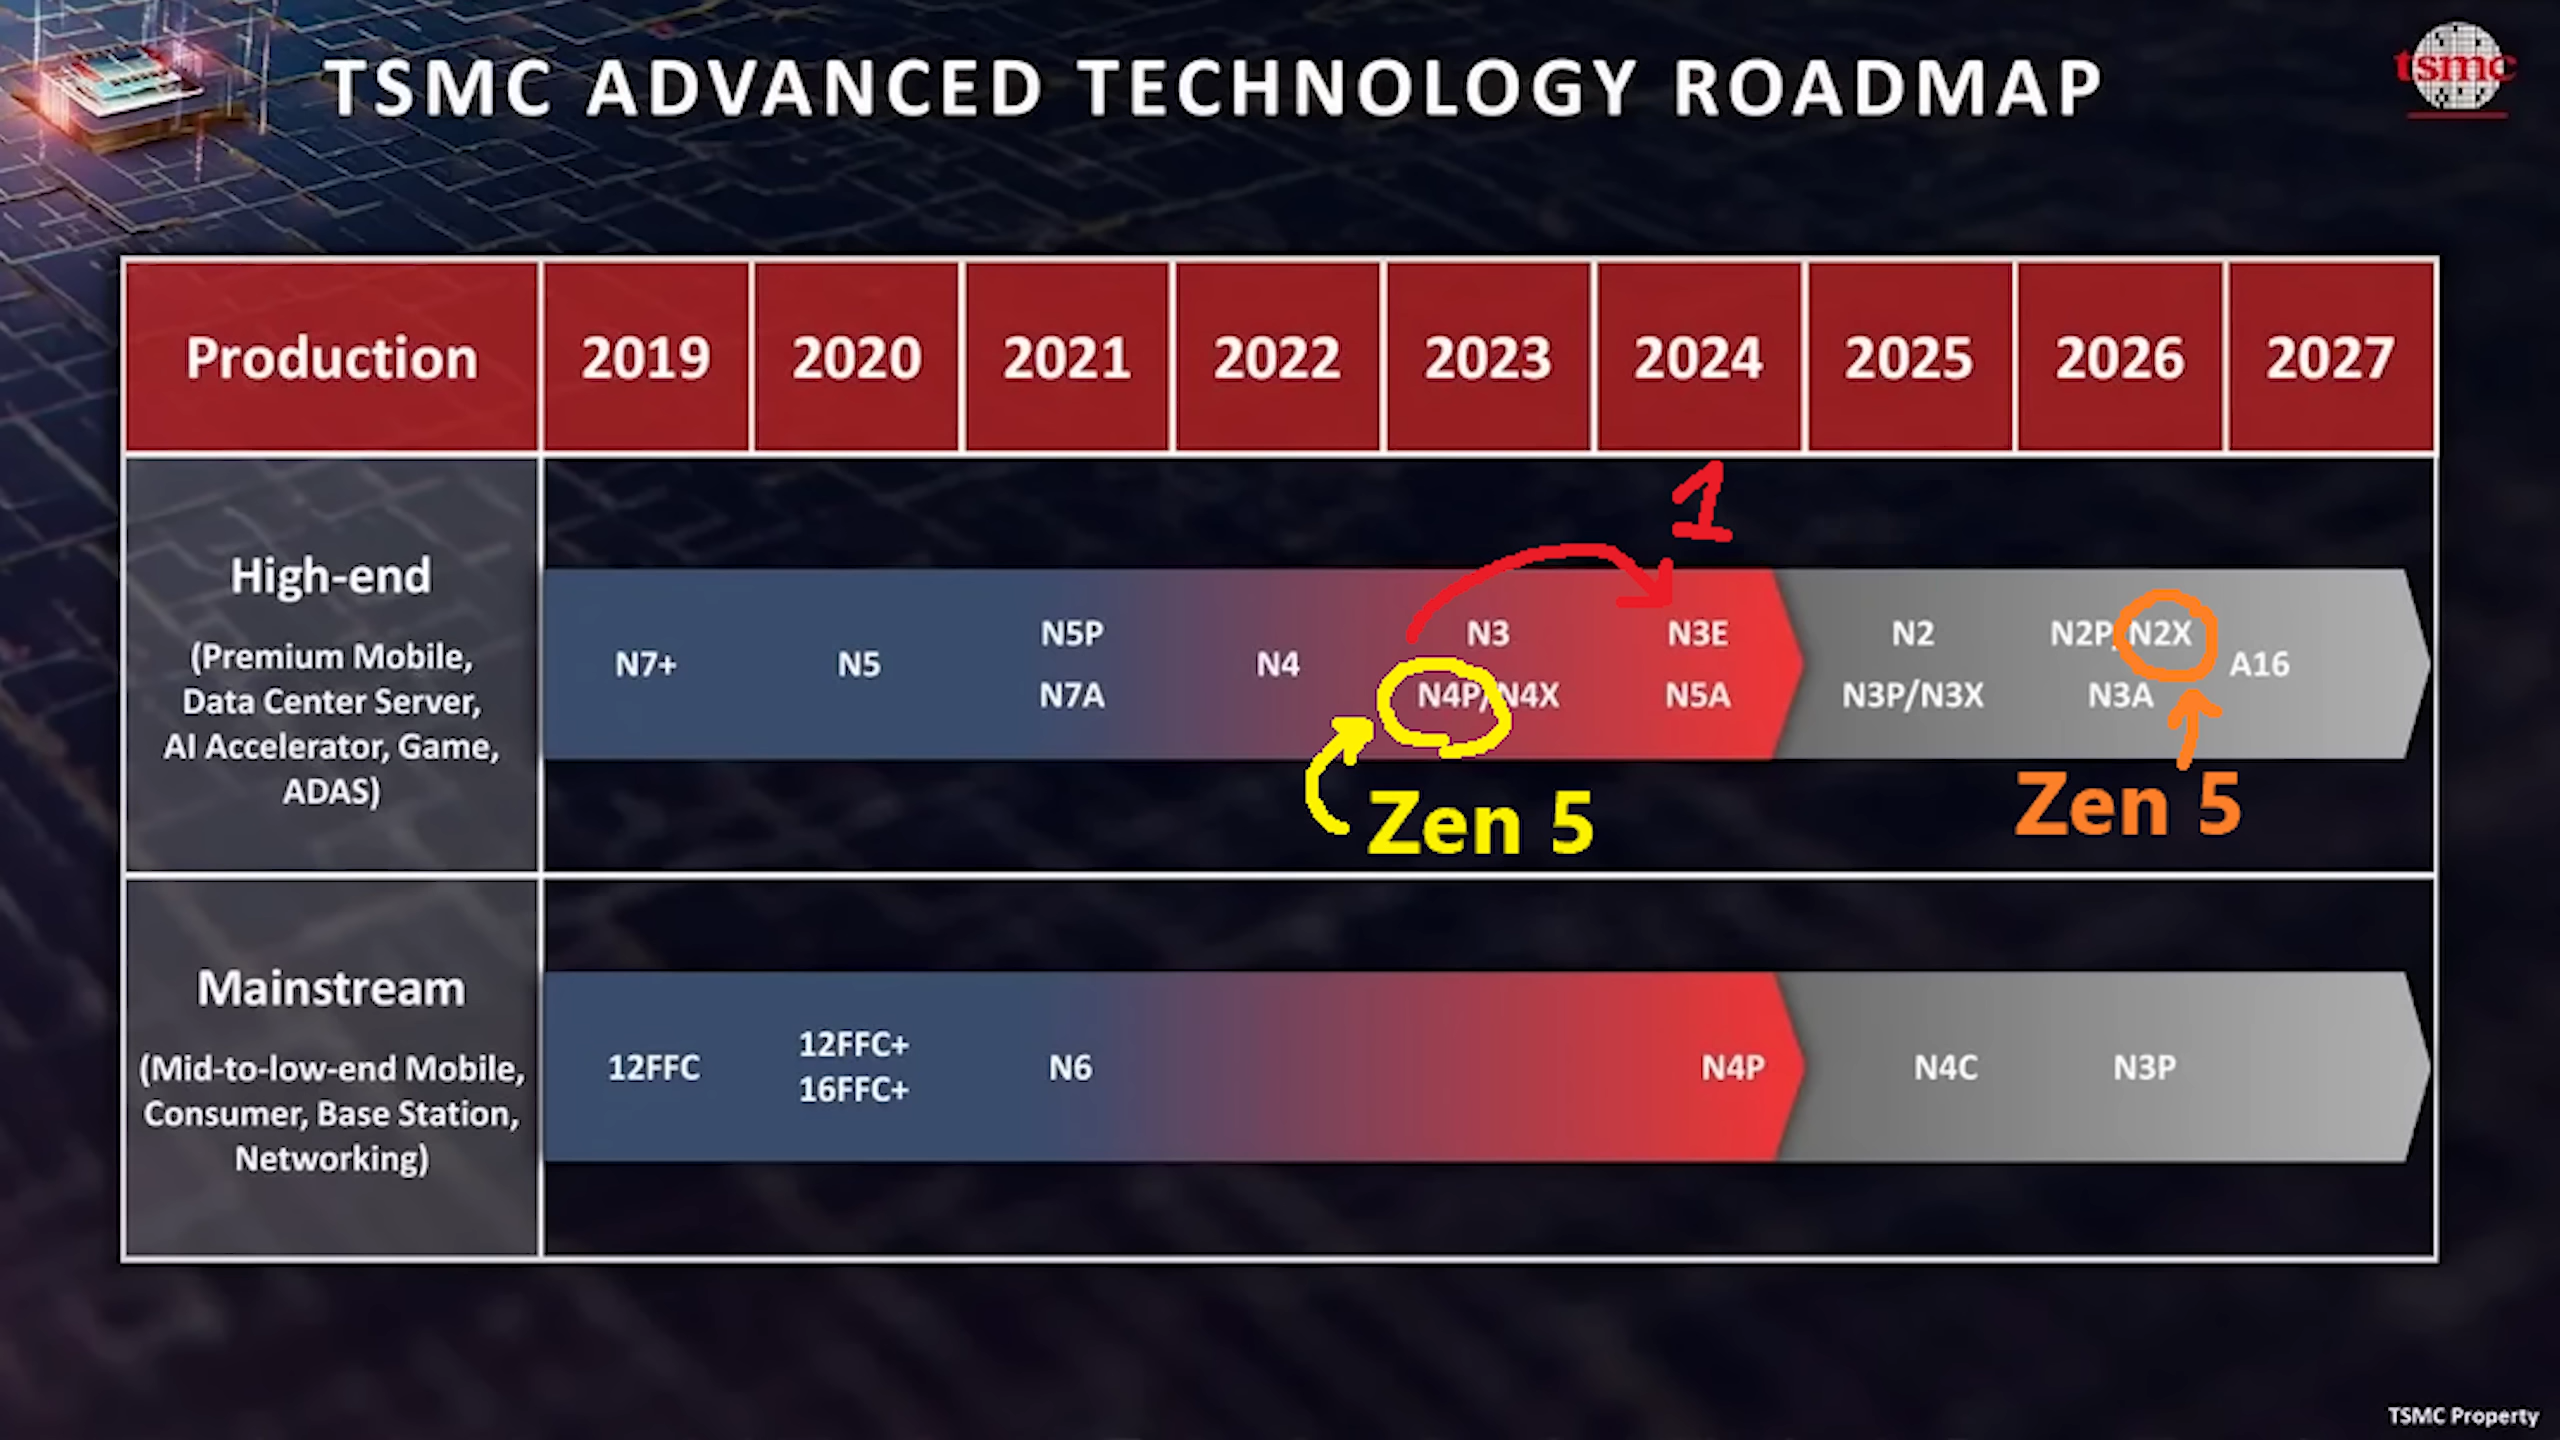 TSMC ADVANCED TECHNOLOGY ROADMAP
tsmc
Production 2019 2020 2021 2022 2023 2024 2025 2026 2027
1
High-end
(Premium Mobile,
Data Center Server,
AI Accelerator, Game,
ADAS)
N7+
N5
N5P
N7A
N4
N3
N4P/N4X
N3E
N5A
N2
N3P/N3X
N2P/N2X
N3A
A16
Zen 5
Zen 5
Mainstream
(Mid-to-low-end Mobile,
Consumer, Base Station,
Networking)
12FFC
12FFC+
16FFC+
N6
N4P
N4C
N3P
TSMC Property